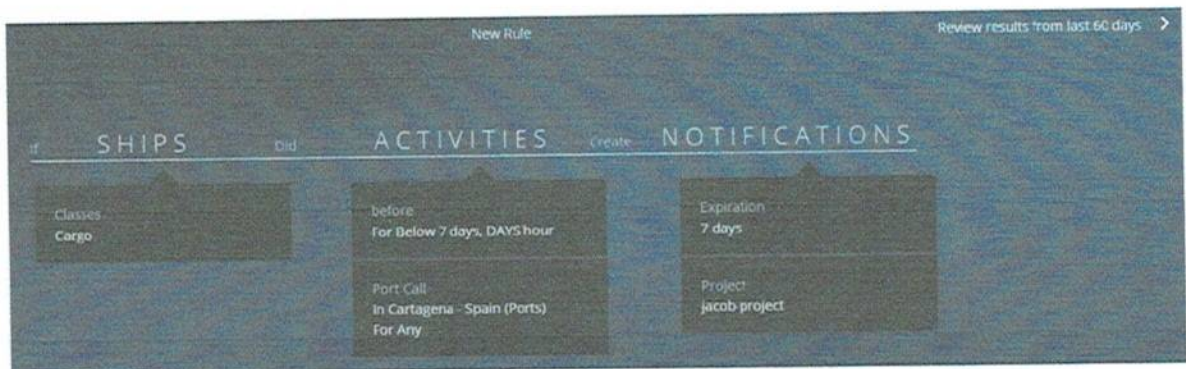 New Rule
Review results from last 60 days >
If SHIPS Did ACTIVITIES Create NOTIFICATIONS
Classes
Cargo
before
For Below 7 days, DAYS hour
Port Call
In Cartagena - Spain (Ports)
For Any
Expiration
7 days
Project
jacob project